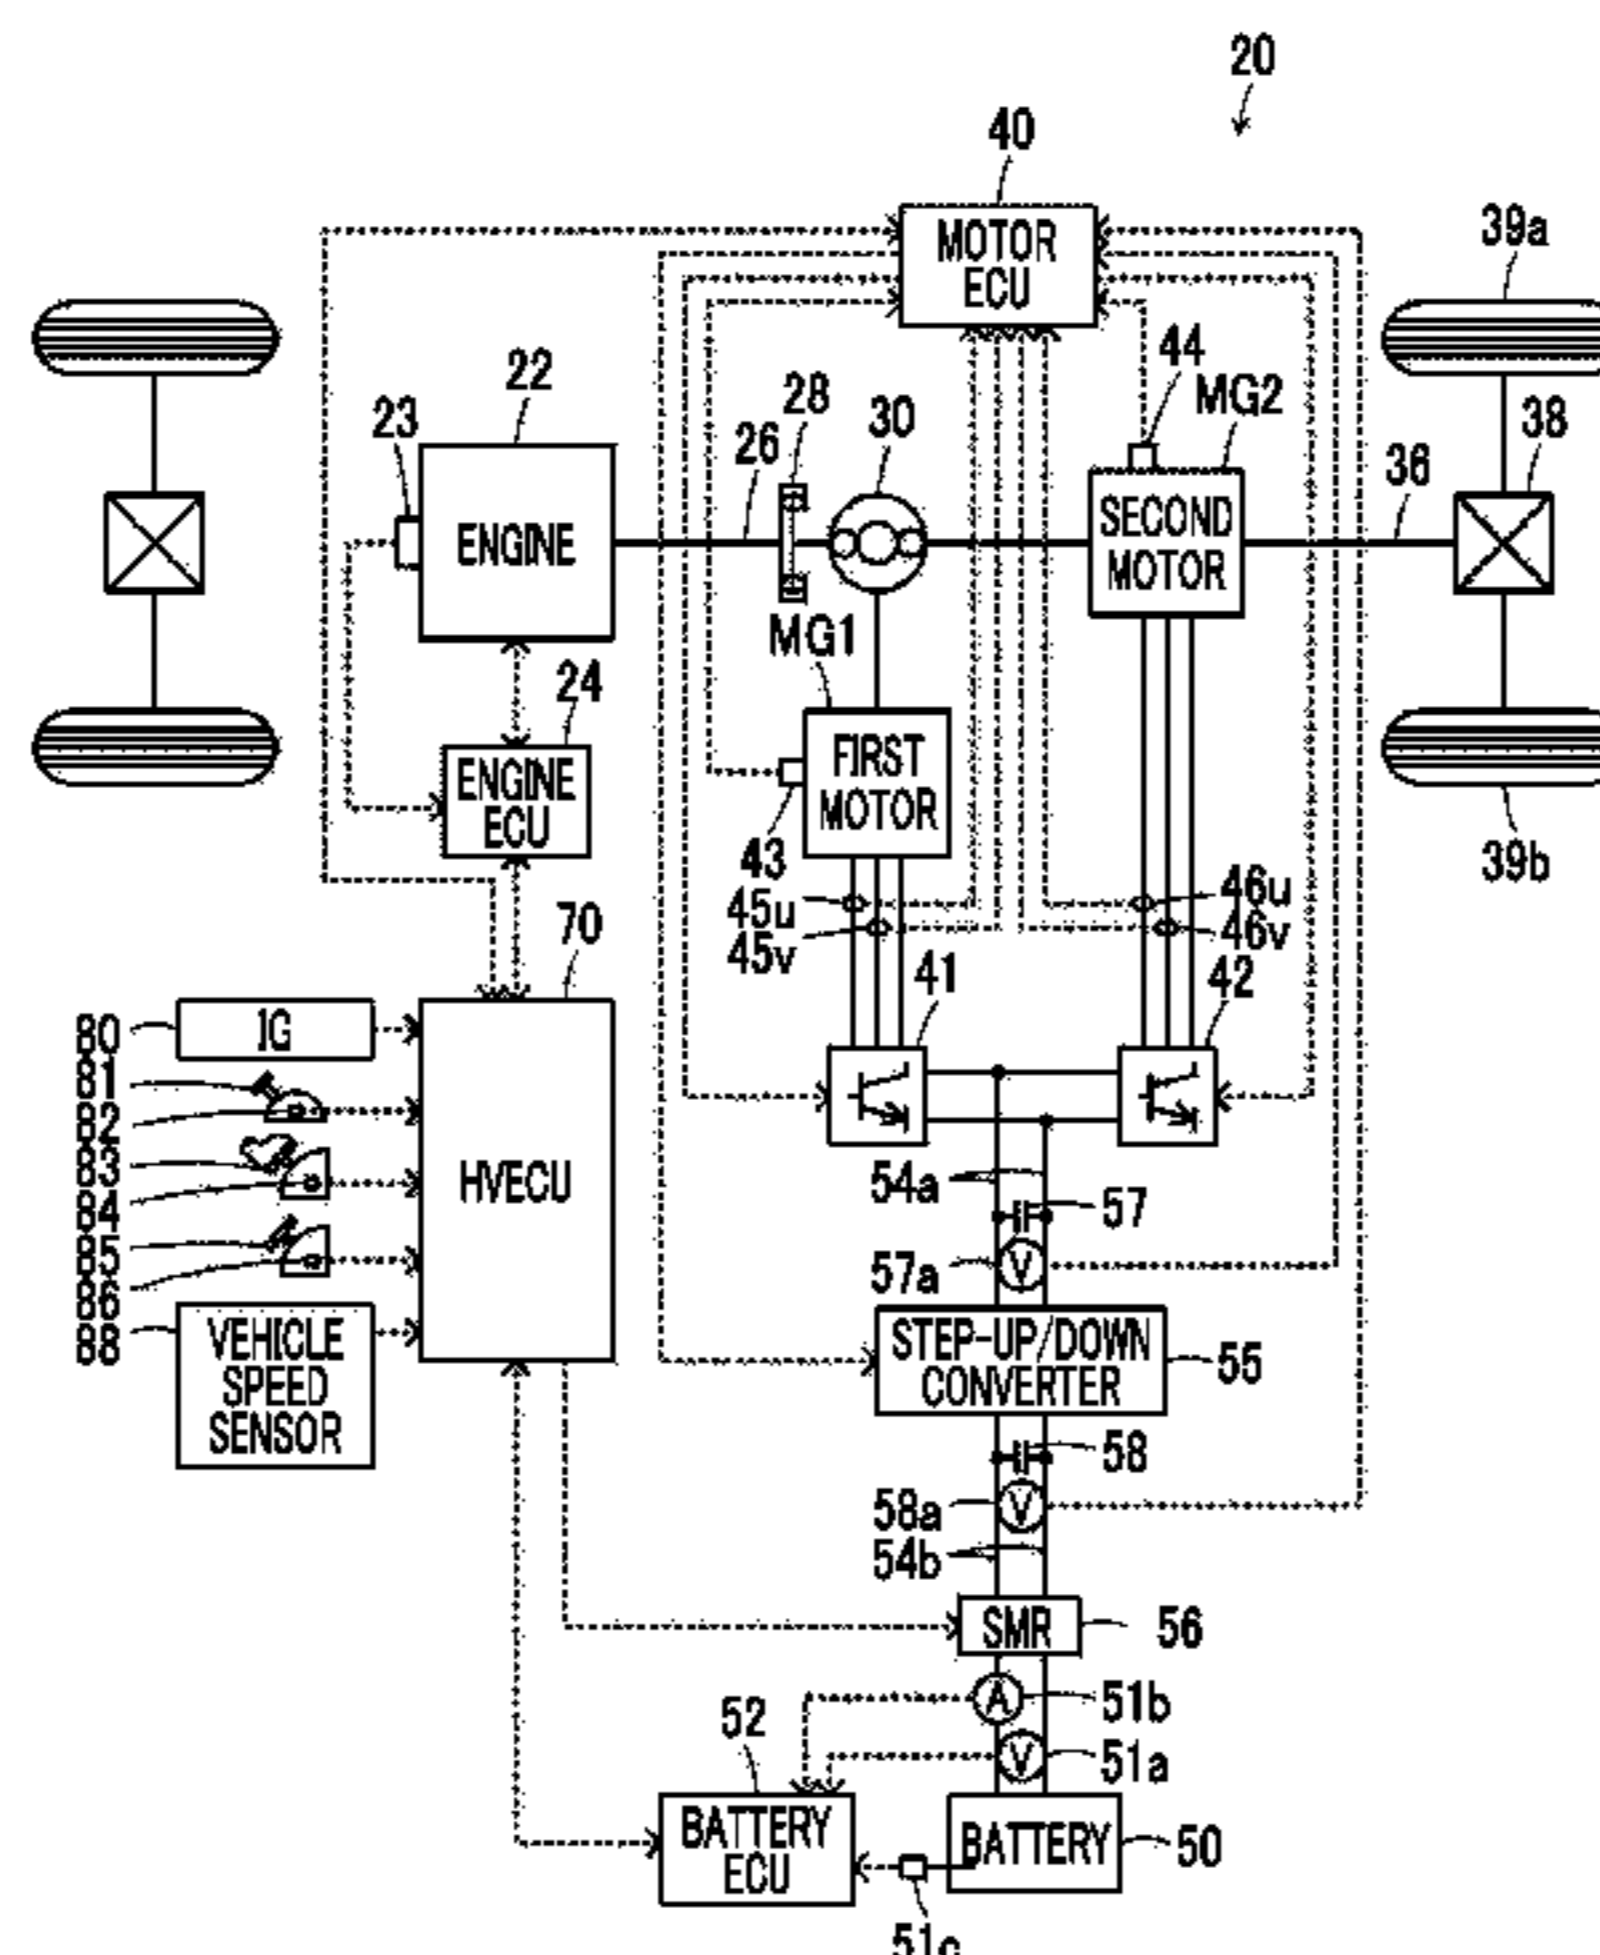 20
40
MOTOR
ECU
39a
22
23
28
26
30
44
MG2
36
38
ENGINE
SECOND
MOTOR
MG1
24
ENGINE
ECU
FIRST
MOTOR
43
39b
45u
45v
46u
46v
41
42
70
80
IG
81
82
83
84
85
86
88
HVECU
VEHICLE
SPEED
SENSOR
54a
57
57a
V
STEP-UP/DOWN
CONVERTER
55
58
58a
V
54b
SMR
56
A
51b
52
V
51a
BATTERY
ECU
BATTERY
50
51c